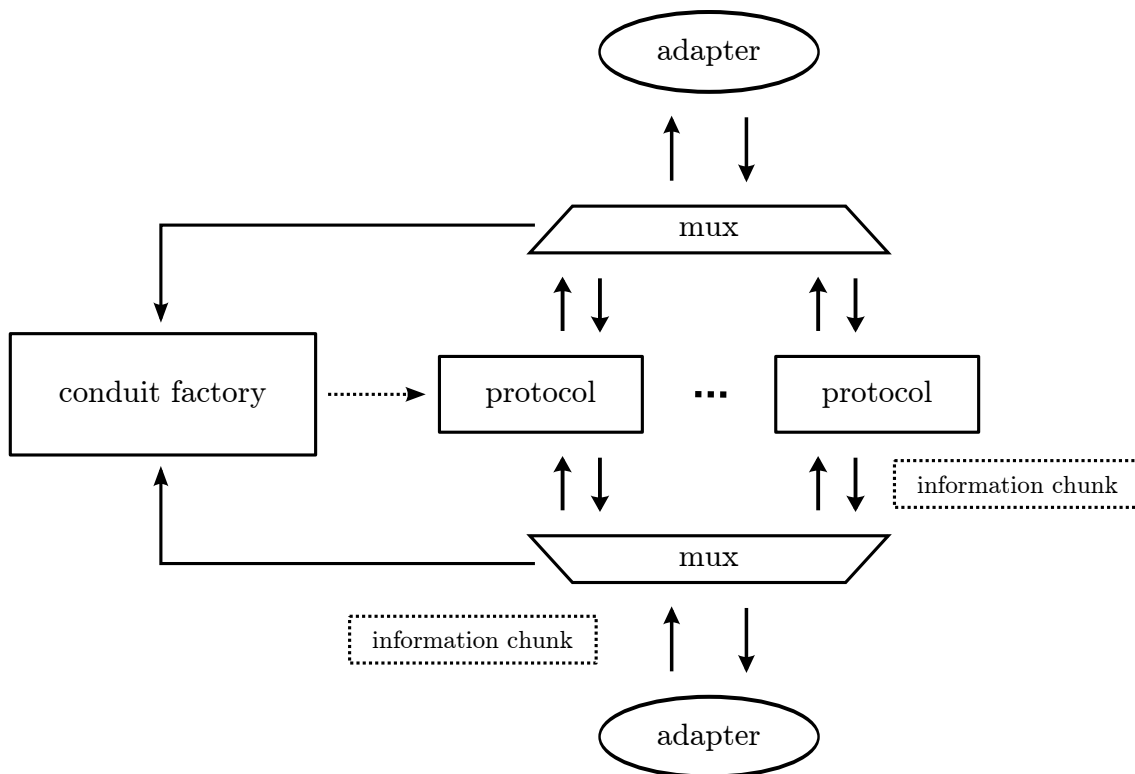 adapter
mux
conduit factory
protocol
...
protocol
information chunk
mux
information chunk
adapter